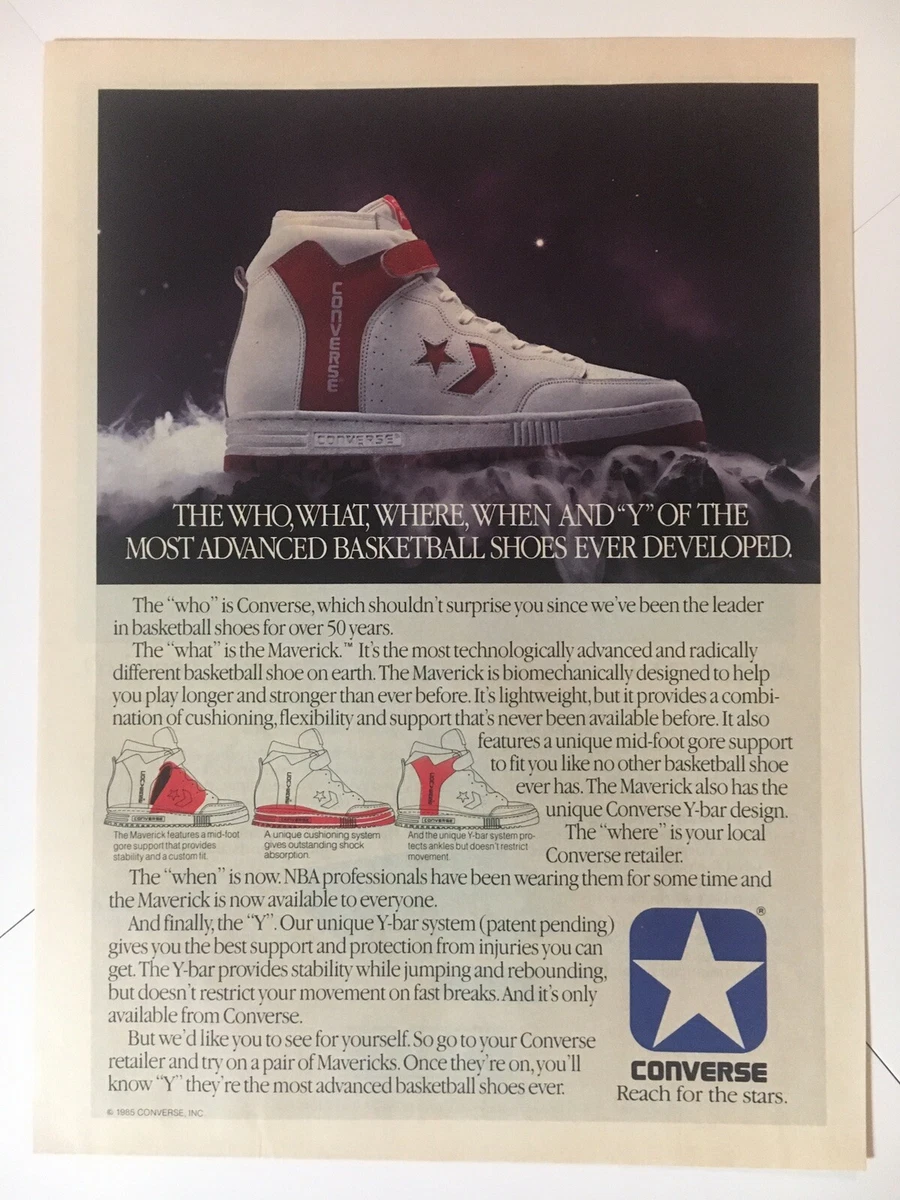 CONVERSE
CONVERSE®
THE WHO, WHAT, WHERE, WHEN AND "Y" OF THE
MOST ADVANCED BASKETBALL SHOES EVER DEVELOPED.
The "who" is Converse, which shouldn't surprise you since we've been the leader
in basketball shoes for over 50 years.
The "what" is the Maverick.™ It's the most technologically advanced and radically
different basketball shoe on earth. The Maverick is biomechanically designed to help
you play longer and stronger than ever before. It's lightweight, but it provides a combi-
nation of cushioning, flexibility and support that's never been available before. It also
features a unique mid-foot gore support
to fit you like no other basketball shoe
ever has. The Maverick also has the
unique Converse Y-bar design.
The "where" is your local
Converse retailer.
CONVERSE
CONVERSE
The Maverick features a mid-foot
gore support that provides
stability and a custom fit.
CONVERSE
CONVERSE
A unique cushioning system
gives outstanding shock
absorption.
CONVERSE
And the unique Y-bar system pro-
tects ankles but doesn't restrict
movement.
The "when" is now. NBA professionals have been wearing them for some time and
the Maverick is now available to everyone.
And finally, the "Y". Our unique Y-bar system (patent pending)
gives you the best support and protection from injuries you can
get. The Y-bar provides stability while jumping and rebounding,
but doesn't restrict your movement on fast breaks. And it's only
available from Converse.
But we'd like you to see for yourself. So go to your Converse
retailer and try on a pair of Mavericks. Once they're on, you'll
know "Y" they're the most advanced basketball shoes ever.
®
CONVERSE
Reach for the stars.
© 1985 CONVERSE, INC.